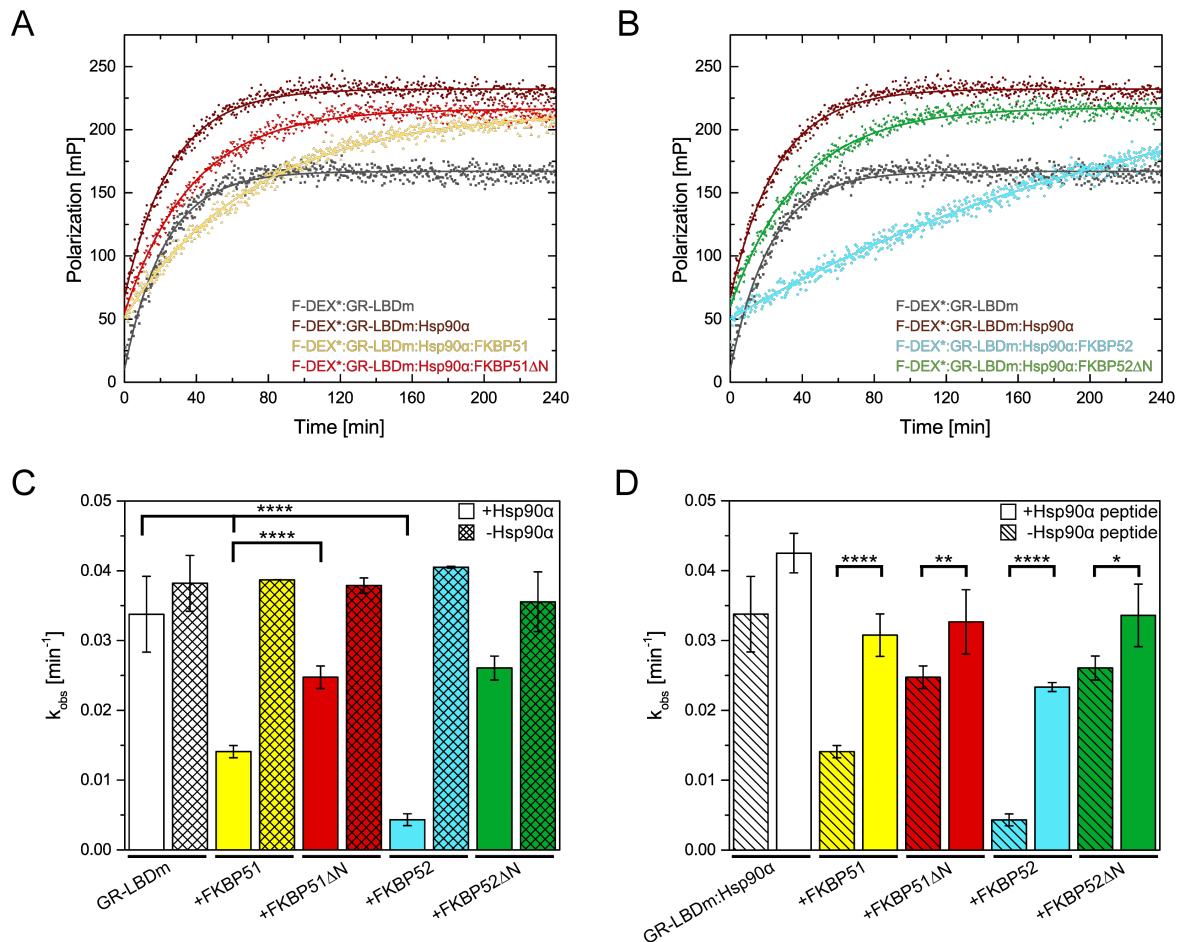 A
250
200
150
100
50
0
Polarization [mP]
F-DEX*:GR-LBDm
F-DEX*:GR-LBDm:Hsp90α
F-DEX*:GR-LBDm:Hsp90α:FKBP51
F-DEX*:GR-LBDm:Hsp90α:FKBP51ΔN
0 40 80 120 160 200 240
Time [min]
B
250
200
150
100
50
0
Polarization [mP]
F-DEX*:GR-LBDm
F-DEX*:GR-LBDm:Hsp90α
F-DEX*:GR-LBDm:Hsp90α:FKBP52
F-DEX*:GR-LBDm:Hsp90α:FKBP52ΔN
0 40 80 120 160 200 240
Time [min]
C
0.05
0.04
0.03
0.02
0.01
0.00
kobs [min-1]
+Hsp90α
-Hsp90α
****
****
GR-LBDm
+FKBP51
+FKBP51ΔN
+FKBP52
+FKBP52ΔN
D
0.05
0.04
0.03
0.02
0.01
0.00
kobs [min-1]
+Hsp90α peptide
-Hsp90α peptide
**** ** **** *
GR-LBDm:Hsp90α
+FKBP51
+FKBP51ΔN
+FKBP52
+FKBP52ΔN